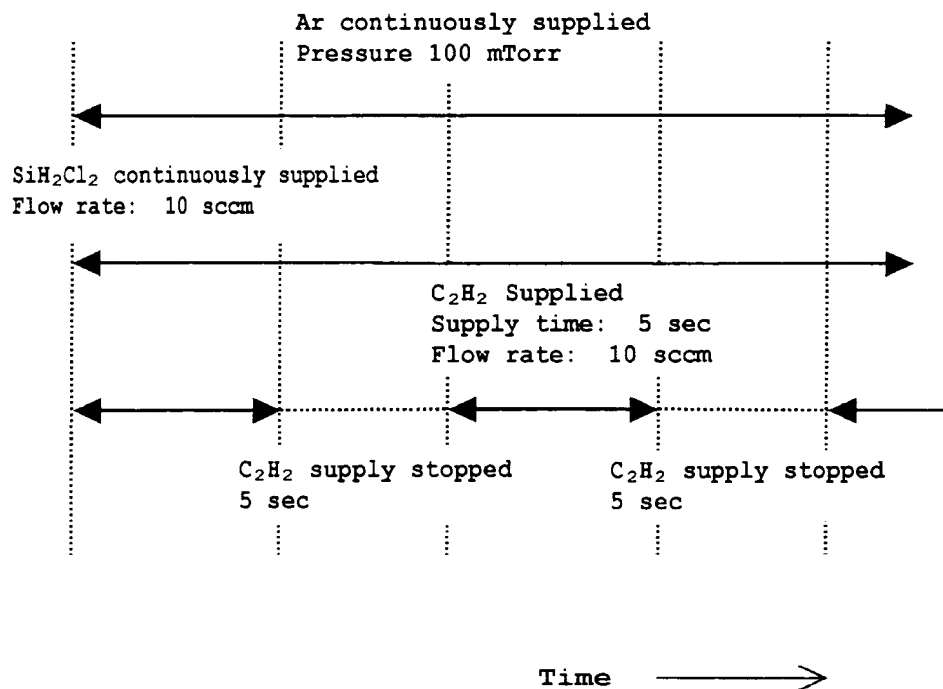 Ar continuously supplied
Pressure 100 mTorr
SiH₂Cl₂ continuously supplied
Flow rate: 10 sccm
C₂H₂ Supplied
Supply time: 5 sec
Flow rate: 10 sccm
C₂H₂ supply stopped
5 sec
C₂H₂ supply stopped
5 sec
Time